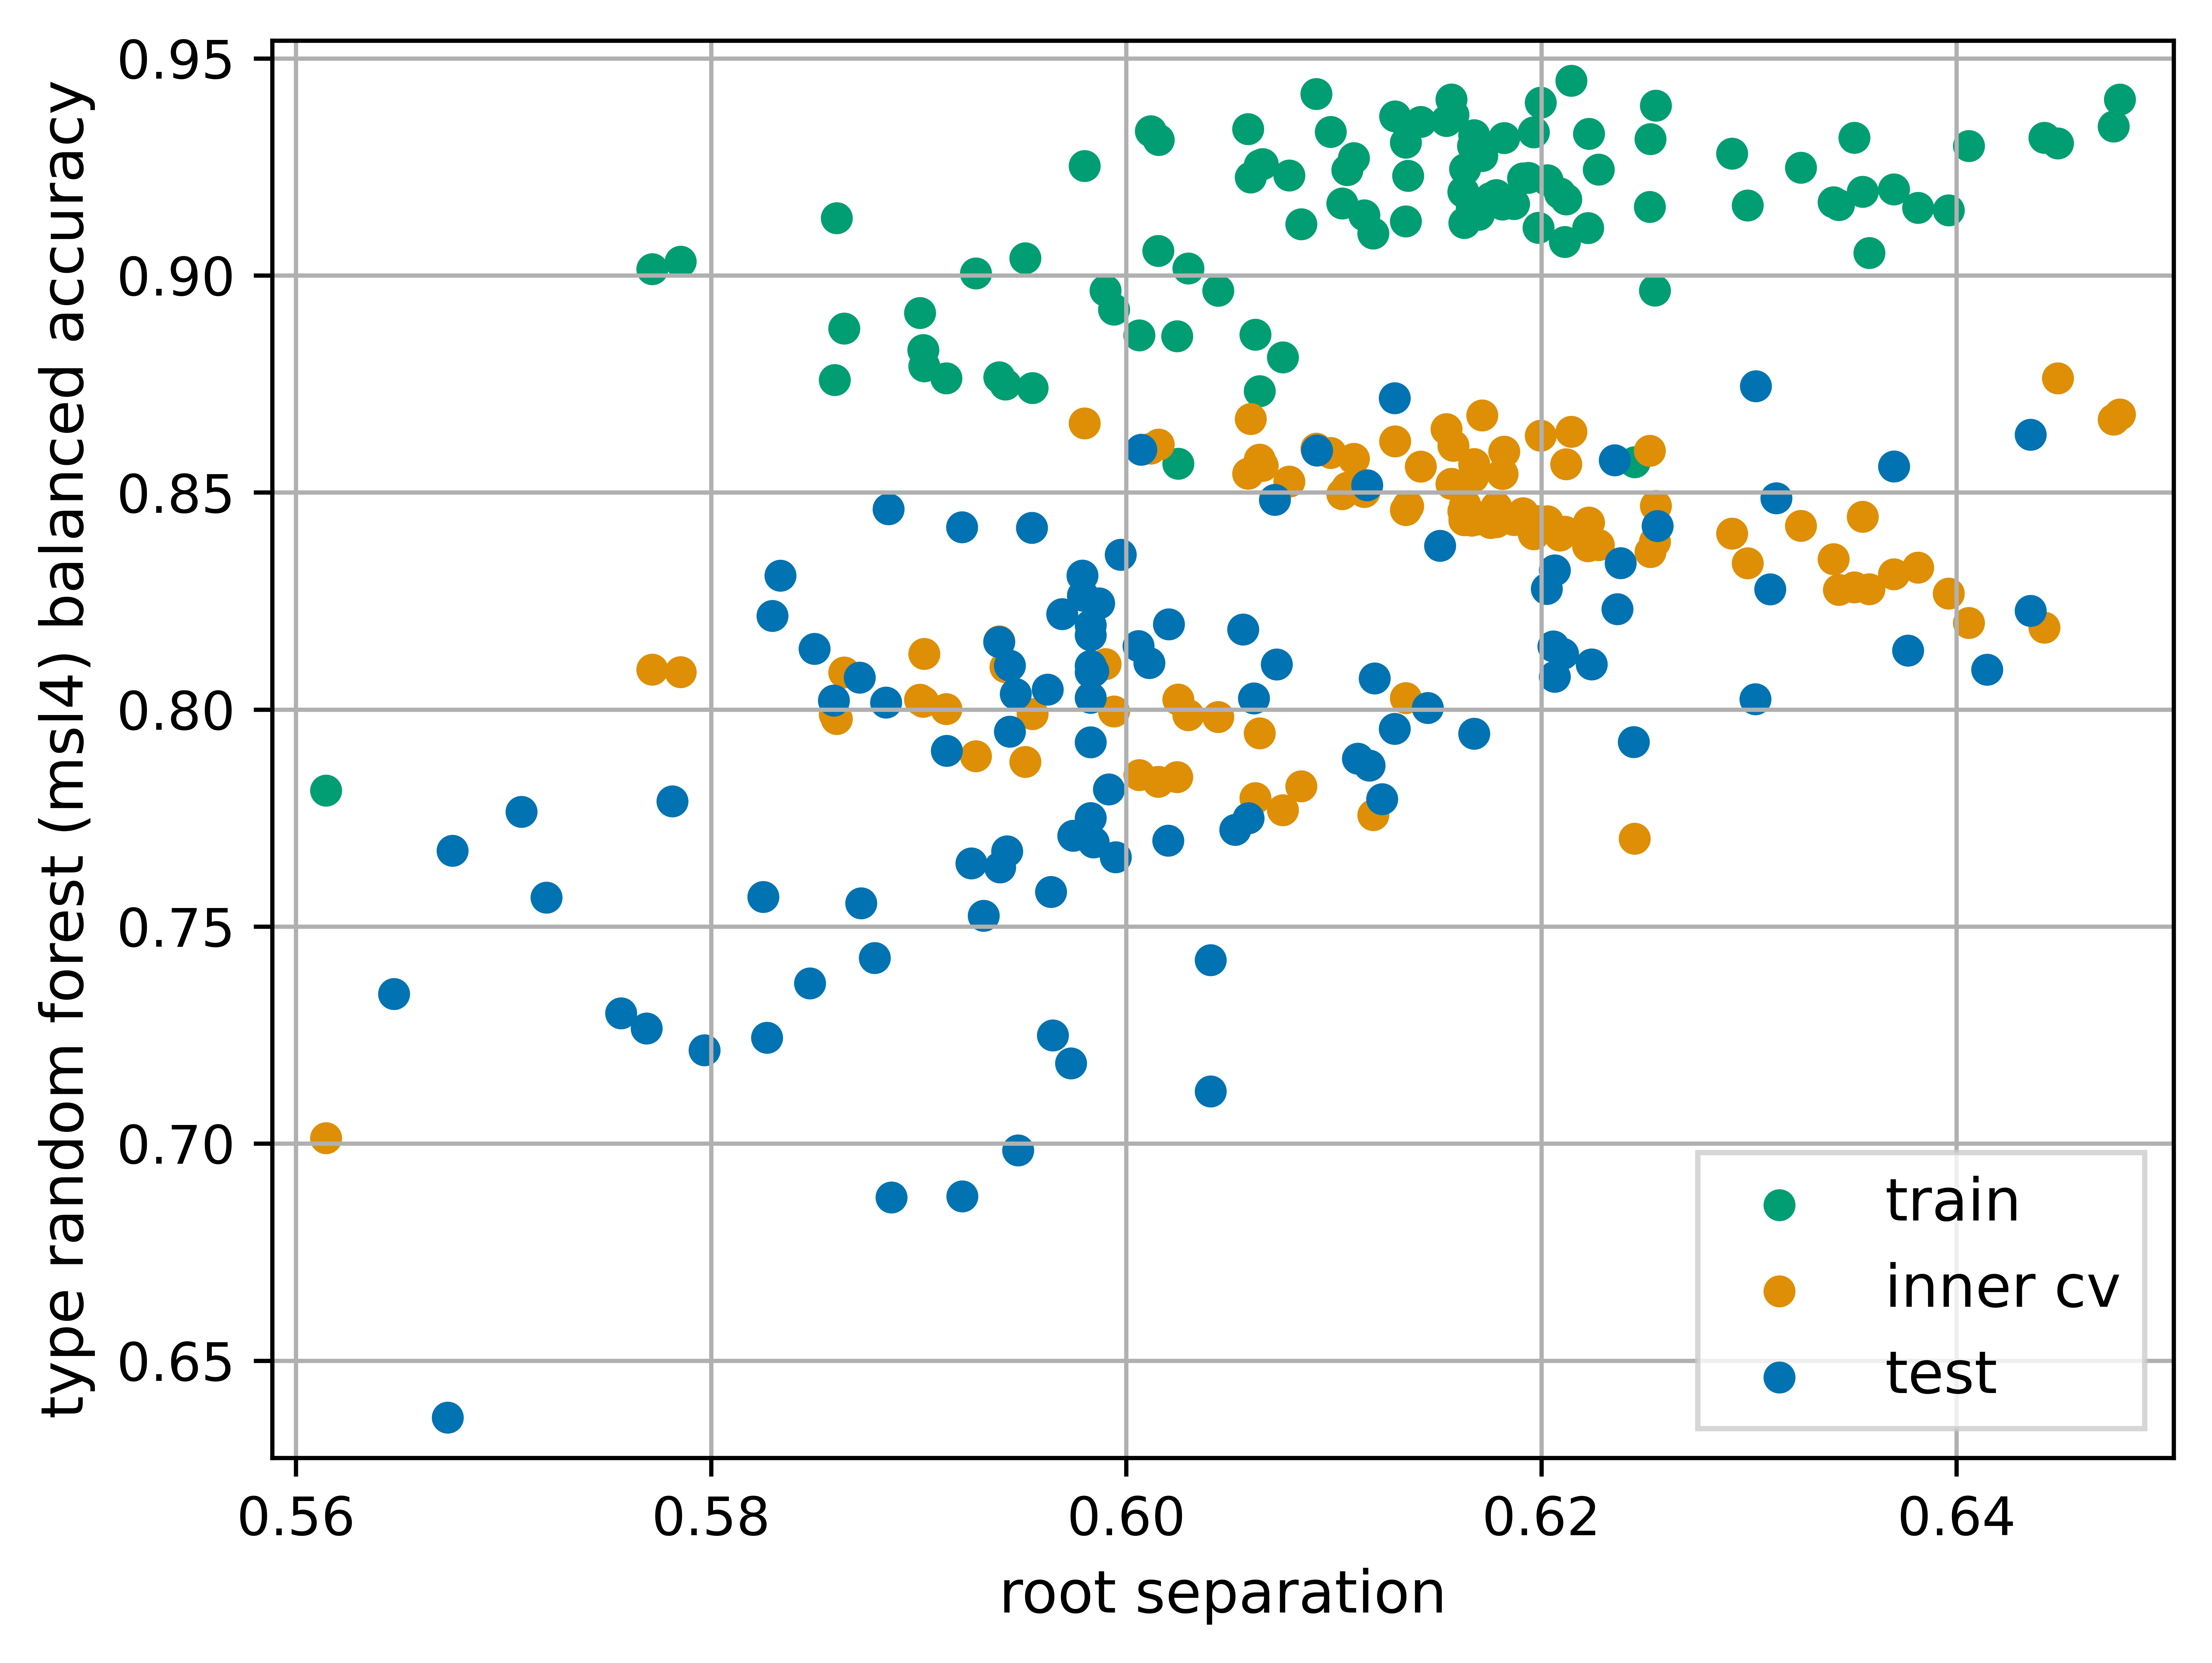 type random forest (msl4) balanced accuracy
0.95
0.90
0.85
0.80
0.75
0.70
0.65
0.56
0.58
0.60
0.62
0.64
root separation
train
inner cv
test